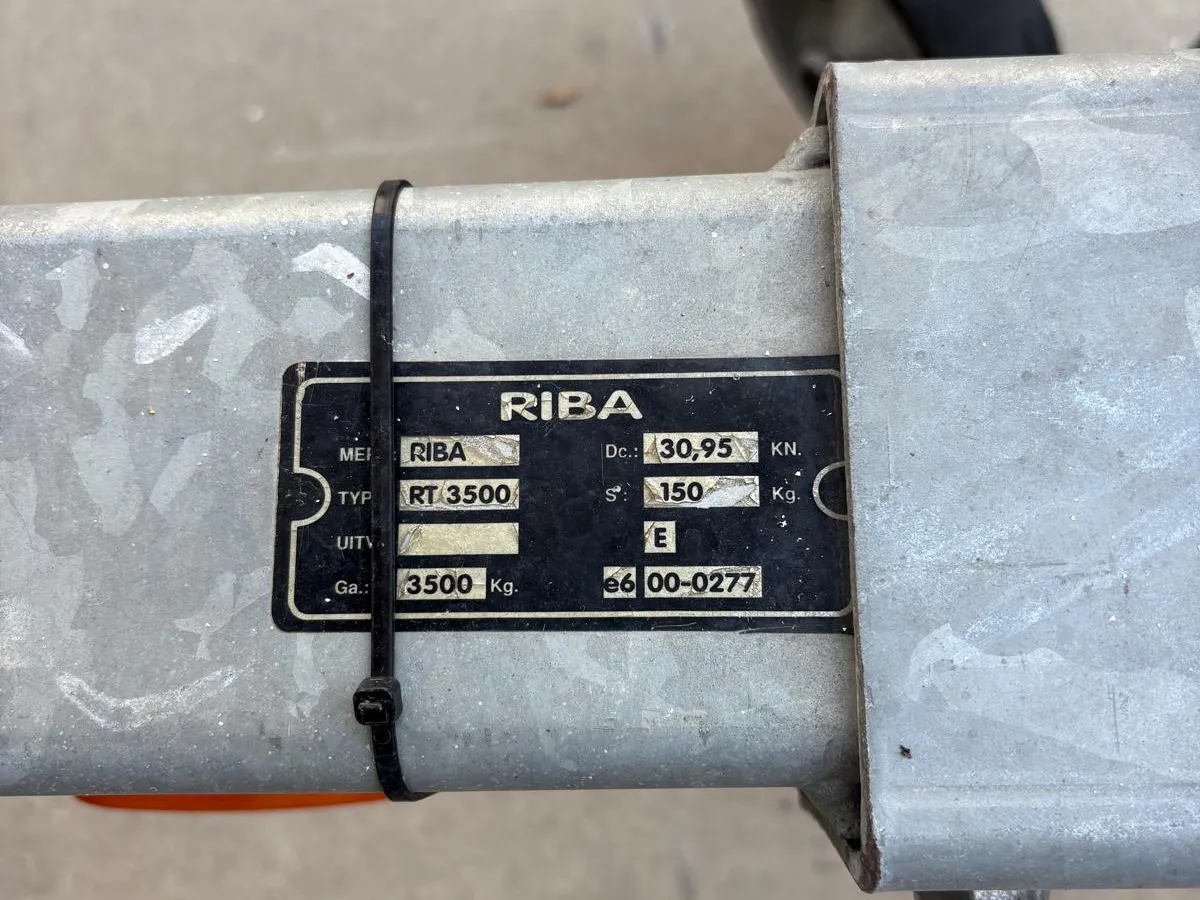 RIBA
MER : RIBA Dc.: 30,95 KN.
TYP RT 3500 S : 150 Kg.
UITV. E
Ga.: 3500 Kg. e6 00-0277